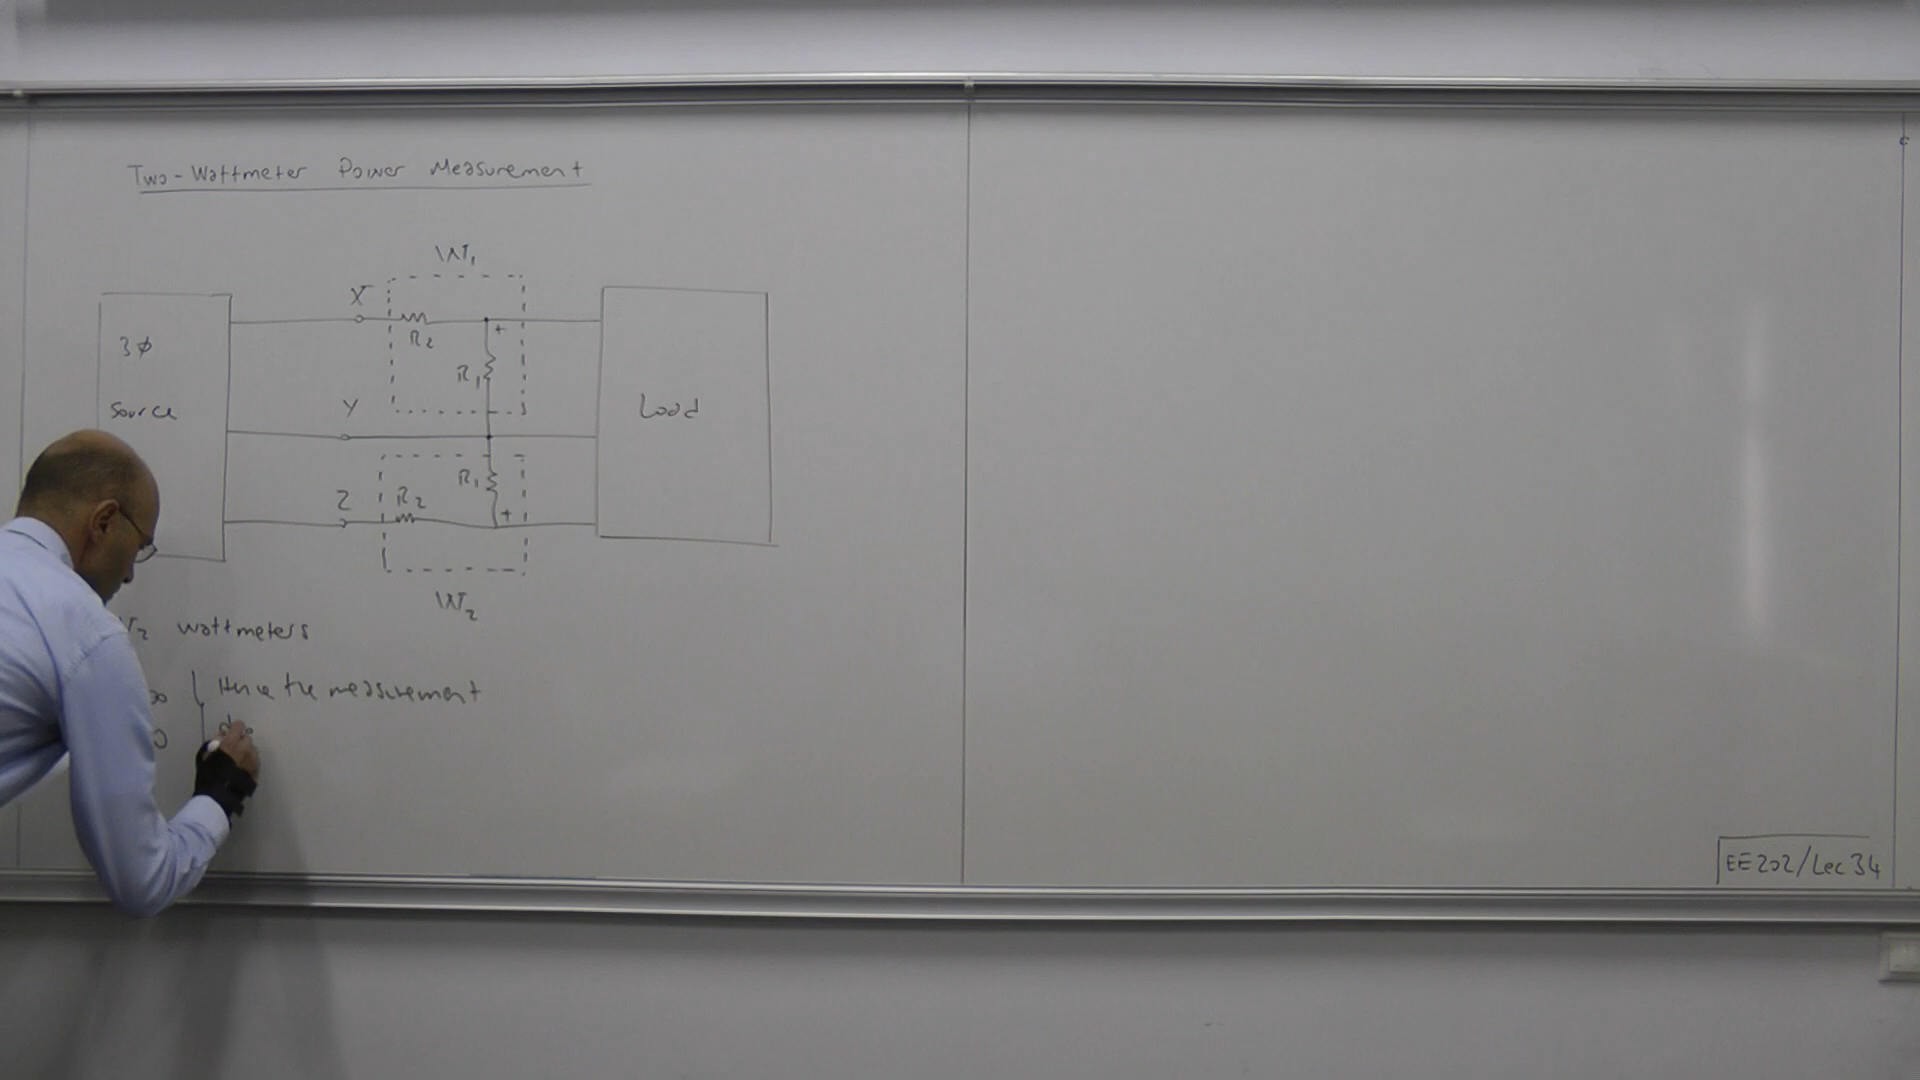 Two-Wattmeter Power Measurement
W₁
X
R₂
+
3ϕ
R₁
Source
Y
Load
R₁
Z
R₂
+
W₂
wattmeters
∞ Hence the measurement
0
EE202/Lec34